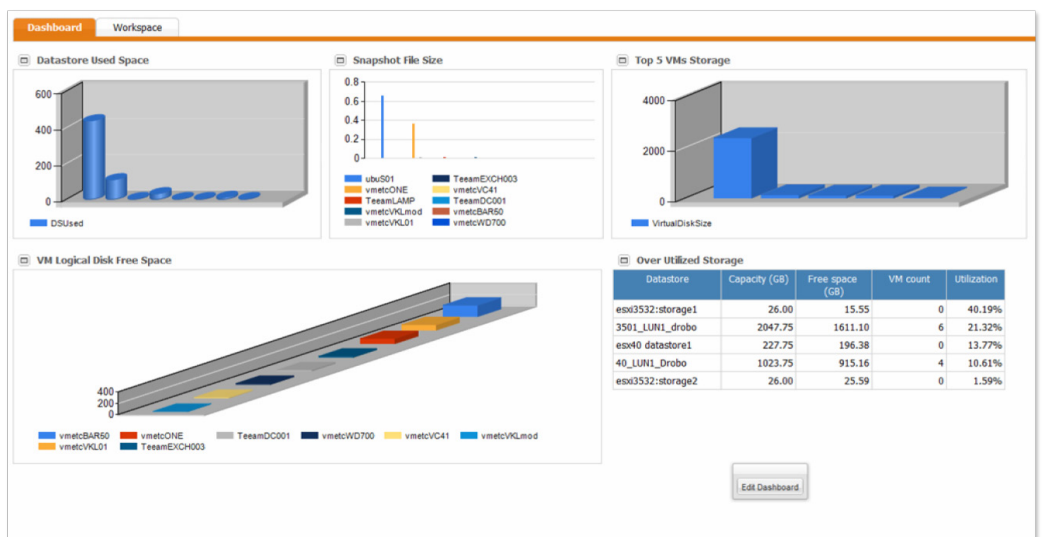 Dashboard Workspace
Datastore Used Space
600
400
200
0
DSUsed
Snapshot File Size
0.8
0.6
0.4
0.2
0
ubuS01 TeeamEXCH003
vmetcONE vmetcVC41
TeeamLAMP TeeamDC001
vmetcVKLmod vmetcBAR50
vmetcVKL01 vmetcWD700
Top 5 VMs Storage
4000
2000
0
VirtualDiskSize
VM Logical Disk Free Space
400
200
0
vmetcBAR50 vmetcONE TeeamDC001 vmetcWD700 vmetcVC41 vmetcVKLmod
vmetcVKL01 TeeamEXCH003
Over Utilized Storage
Datastore Capacity (GB) Free space (GB) VM count Utilization
esxi3532:storage1 26.00 15.55 0 40.19%
3501_LUN1_drobo 2047.75 1611.10 6 21.32%
esx40 datastore1 227.75 196.38 0 13.77%
40_LUN1_Drobo 1023.75 915.16 4 10.61%
esxi3532:storage2 26.00 25.59 0 1.59%
Edit Dashboard